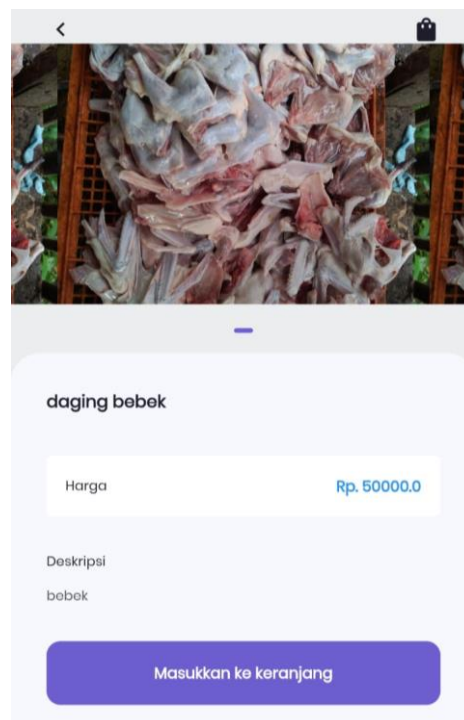 daging bebek
Harga Rp. 50000.0
Deskripsi
bebek
Masukkan ke keranjang